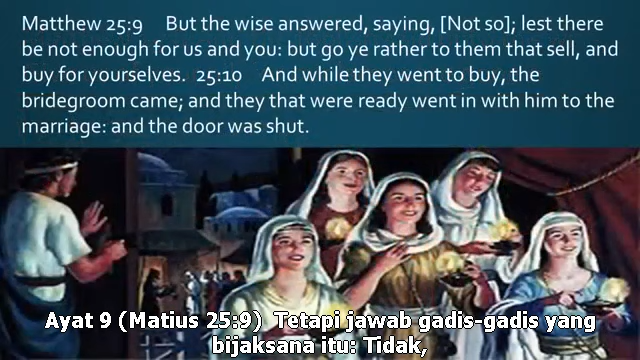 Matthew 25:9 But the wise answered, saying, [Not so]; lest there
be not enough for us and you: but go ye rather to them that sell, and
buy for yourselves. 25:10 And while they went to buy, the
bridegroom came; and they that were ready went in with him to the
marriage: and the door was shut.
Ayat 9 (Matius 25:9) Tetapi jawab gadis-gadis yang
bijaksana itu: Tidak,